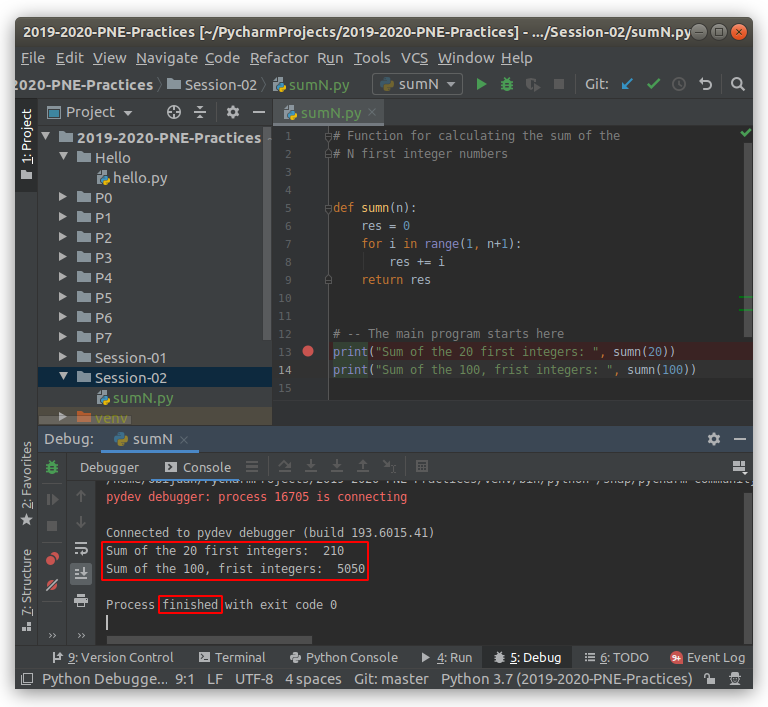 2019-2020-PNE-Practices [~/PycharmProjects/2019-2020-PNE-Practices] - .../Session-02/sumN.py
File Edit View Navigate Code Refactor Run Tools VCS Window Help
2020-PNE-Practices Session-02 sumN.py sumN Git:
1: Project
Project
sumN.py
2019-2020-PNE-Practices
Hello
hello.py
P0
P1
P2
P3
P4
P5
P6
P7
Session-01
Session-02
sumN.py
venv
1 # Function for calculating the sum of the
2 # N first integer numbers
3
4
5 def sumn(n):
6 res = 0
7 for i in range(1, n+1):
8 res += i
9 return res
10
11
12 # -- The main program starts here
13 print("Sum of the 20 first integers: ", sumn(20))
14 print("Sum of the 100, frist integers: ", sumn(100))
15
Debug: sumN
Debugger Console
2: Favorites
7: Structure
pydev debugger: process 16705 is connecting
Connected to pydev debugger (build 193.6015.41)
Sum of the 20 first integers:  210
Sum of the 100, frist integers:  5050
Process finished with exit code 0
9: Version Control Terminal Python Console 4: Run 5: Debug 6: TODO 9+ Event Log
Python Debugge... 9:1 LF UTF-8 4 spaces Git: master Python 3.7 (2019-2020-PNE-Practices)